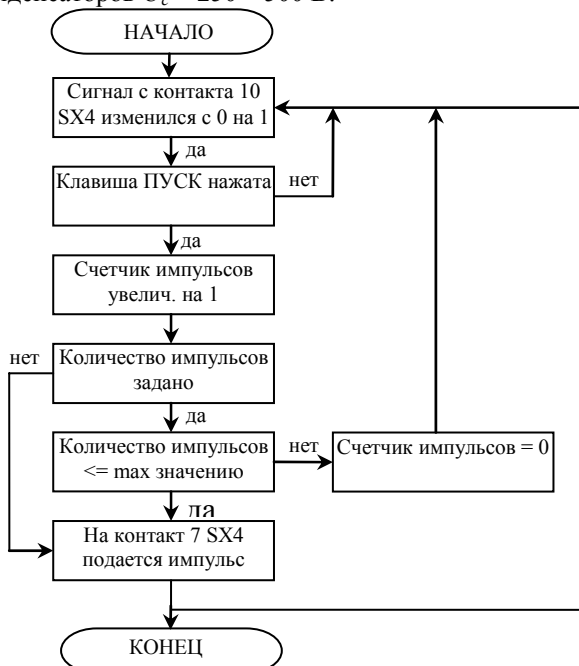 НАЧАЛО
Сигнал с контакта 10
SX4 изменился с 0 на 1
да
Клавиша ПУСК нажата
нет
да
Счетчик импульсов
увелич. на 1
нет
Количество импульсов
задано
да
Количество импульсов
<= max значению
нет
Счетчик импульсов = 0
да
На контакт 7 SX4
подается импульс
КОНЕЦ